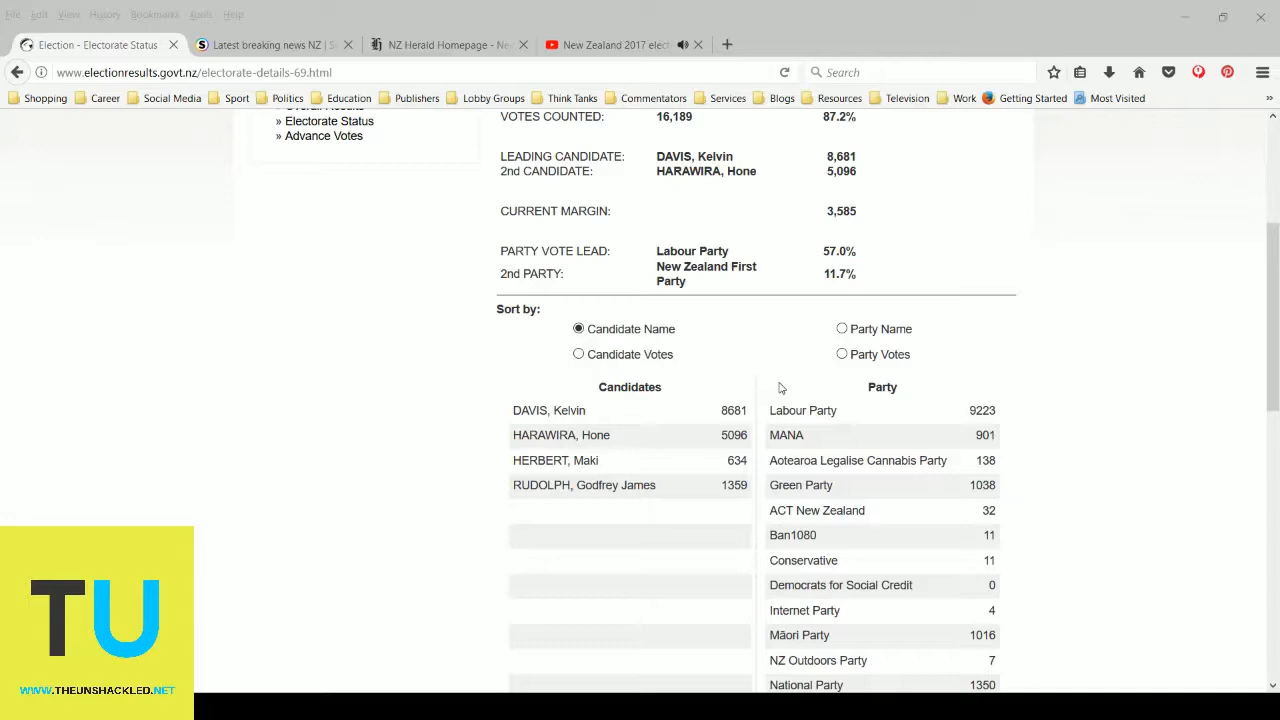 File Edit View History Bookmarks Tools Help
Election - Electorate Status
Latest breaking news NZ | S
NZ Herald Homepage - Ne
New Zealand 2017 elect
www.electionresults.govt.nz/electorate-details-69.html
Search
Shopping Career Social Media Sport Politics Education Publishers Lobby Groups Think Tanks Commentators Services Blogs Resources Television Work Getting Started Most Visited
» Electorate Status
» Advance Votes
VOTES COUNTED: 16,189 87.2%
LEADING CANDIDATE: DAVIS, Kelvin 8,681
2nd CANDIDATE: HARAWIRA, Hone 5,096
CURRENT MARGIN: 3,585
PARTY VOTE LEAD: Labour Party 57.0%
2nd PARTY: New Zealand First Party 11.7%
Sort by:
Candidate Name Party Name
Candidate Votes Party Votes
Candidates Party
DAVIS, Kelvin 8681 Labour Party 9223
HARAWIRA, Hone 5096 MANA 901
HERBERT, Maki 634 Aotearoa Legalise Cannabis Party 138
RUDOLPH, Godfrey James 1359 Green Party 1038
ACT New Zealand 32
Ban1080 11
Conservative 11
Democrats for Social Credit 0
Internet Party 4
Māori Party 1016
NZ Outdoors Party 7
National Party 1350
TU
WWW.THEUNSHACKLED.NET